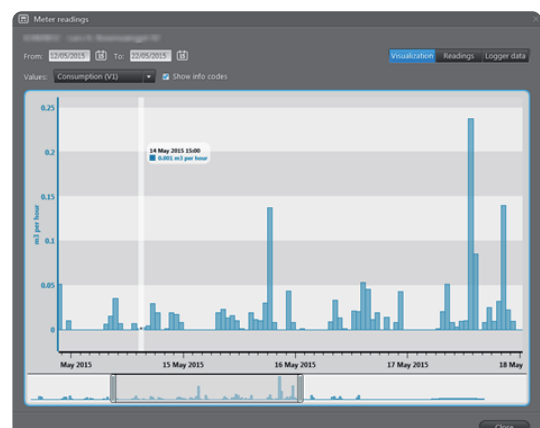 Meter readings
From: 12/05/2015 To: 22/05/2015
Visualization Readings Logger data
Values: Consumption (V1) Show info codes
0.25
0.2
0.15
0.1
0.05
0
m3 per hour
14 May 2015 15:00
0.001 m3 per hour
May 2015 15 May 2015 16 May 2015 17 May 2015 18 May
Close